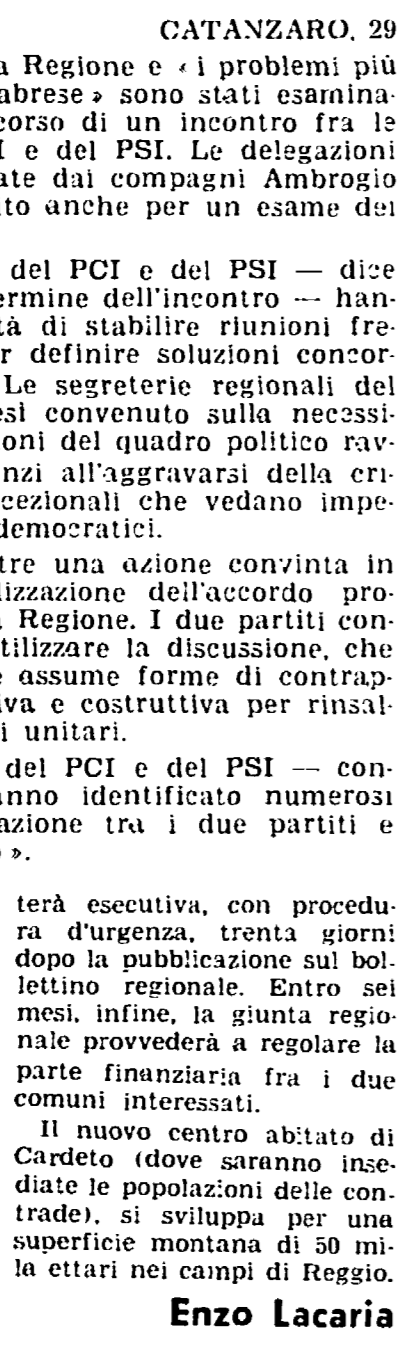 CATANZARO, 29
a Regione e « i problemi più
abrese » sono stati esamina-
corso di un incontro fra le
I e del PSI. Le delegazioni
ate dai compagni Ambrogio
ato anche per un esame dei
del PCI e del PSI — dice
ermine dell'incontro — han-
tà di stabilire riunioni fre-
r definire soluzioni concor-
Le segreterie regionali del
esì convenuto sulla necessi-
oni del quadro politico rav-
nzi all'aggravarsi della cri-
cezionali che vedano impe-
democratici.
tre una azione convinta in
lizzazione dell'accordo pro-
a Regione. I due partiti con-
tilizzare la discussione, che
e assume forme di contrap-
iva e costruttiva per rinsal-
i unitari.
del PCI e del PSI — con-
anno identificato numerosi
azione tra i due partiti e
».
terà esecutiva, con procedu-
ra d'urgenza, trenta giorni
dopo la pubblicazione sul bol-
lettino regionale. Entro sei
mesi, infine, la giunta regio-
nale provvederà a regolare la
parte finanziaria fra i due
comuni interessati.
Il nuovo centro abitato di
Cardeto (dove saranno inse-
diate le popolazioni delle con-
trade), si sviluppa per una
superficie montana di 50 mi-
la ettari nei campi di Reggio.
Enzo Lacaria